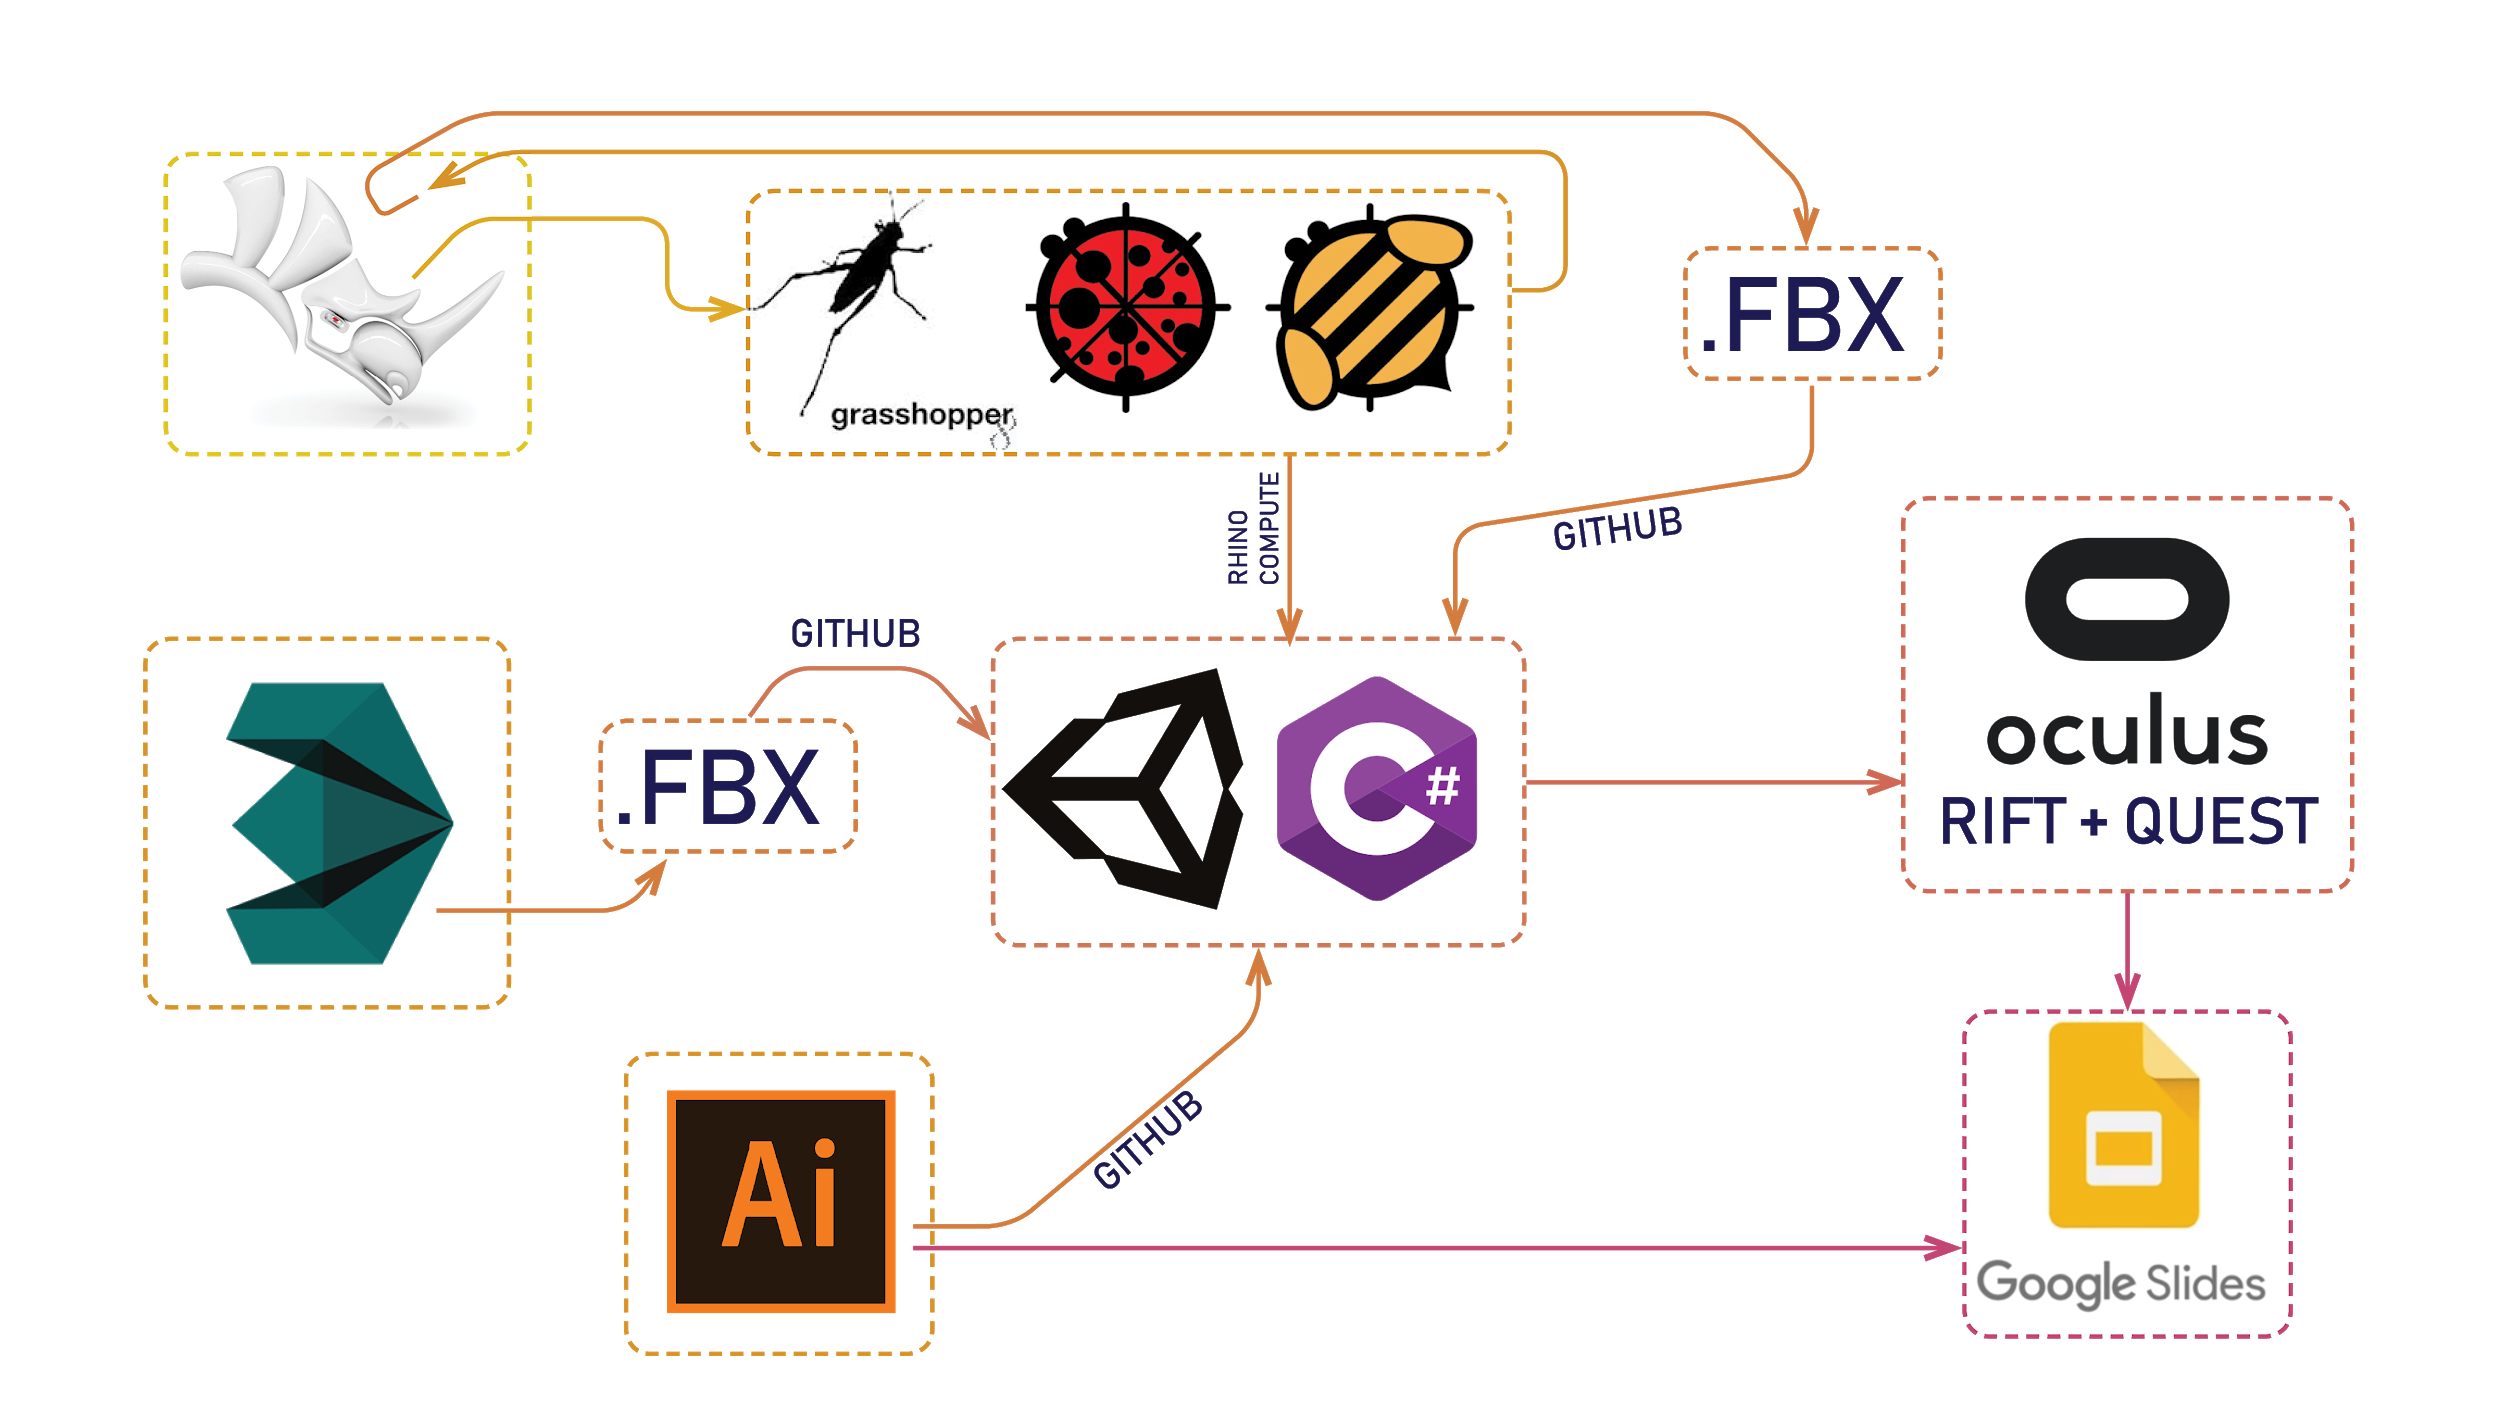 grasshopper
.FBX
RHINO
COMPUTE
GITHUB
GITHUB
.FBX
C#
oculus
RIFT + QUEST
GITHUB
Ai
Google Slides